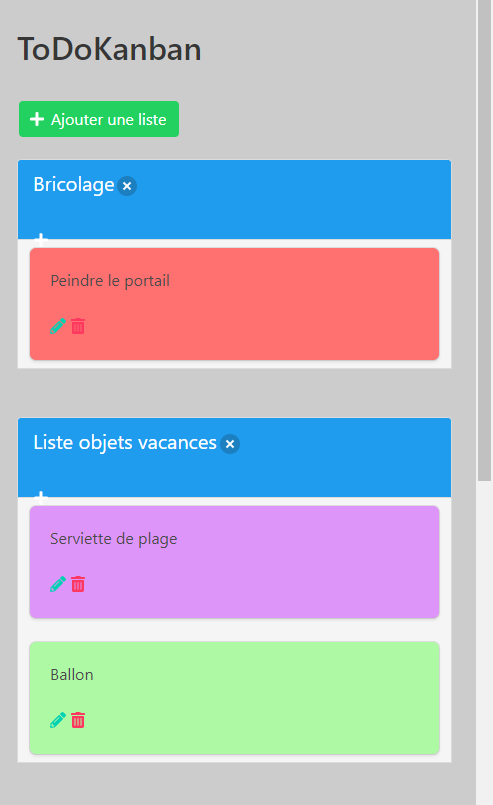 ToDoKanban
Ajouter une liste
Bricolage
Peindre le portail
Liste objets vacances
Serviette de plage
Ballon